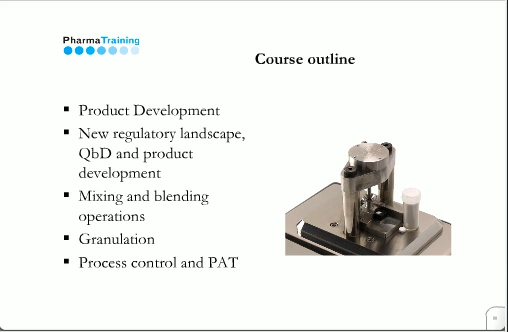 PharmaTraining
Course outline
▪ Product Development
▪ New regulatory landscape,
QbD and product
development
▪ Mixing and blending
operations
▪ Granulation
▪ Process control and PAT